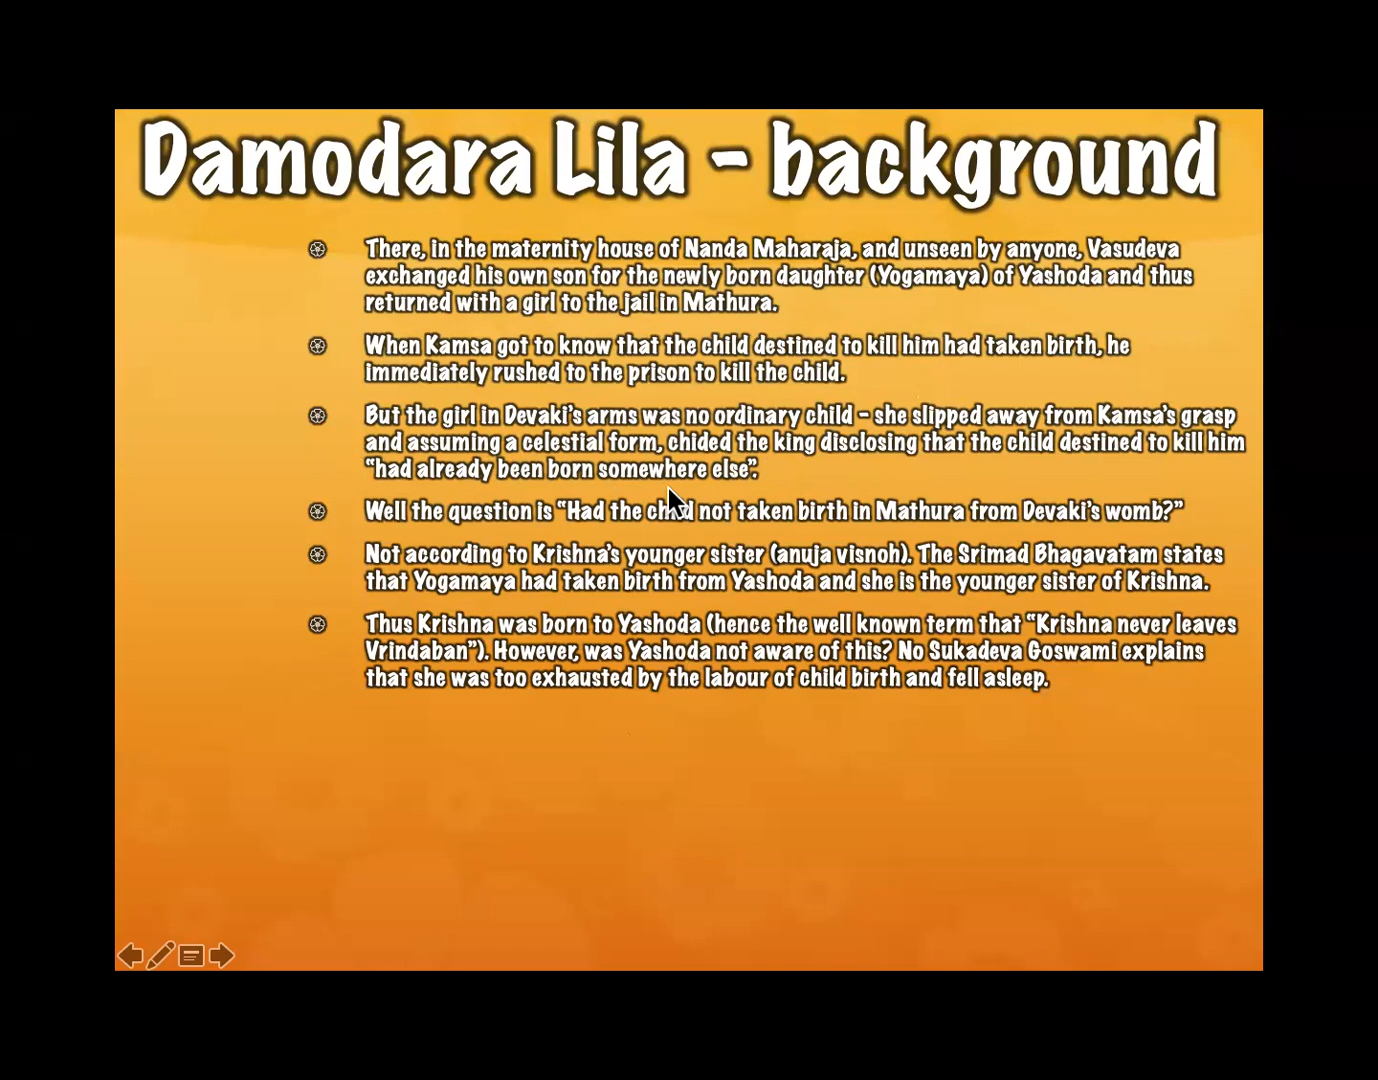 Damodara Lila - background
There, in the maternity house of Nanda Maharaja, and unseen by anyone, Vasudeva
exchanged his own son for the newly born daughter (Yogamaya) of Yashoda and thus
returned with a girl to the jail in Mathura.
When Kamsa got to know that the child destined to kill him had taken birth, he
immediately rushed to the prison to kill the child.
But the girl in Devaki’s arms was no ordinary child – she slipped away from Kamsa’s grasp
and assuming a celestial form, chided the king disclosing that the child destined to kill him
“had already been born somewhere else”.
Well the question is “Had the child not taken birth in Mathura from Devaki’s womb?”
Not according to Krishna’s younger sister (anuja visnoh). The Srimad Bhagavatam states
that Yogamaya had taken birth from Yashoda and she is the younger sister of Krishna.
Thus Krishna was born to Yashoda (hence the well known term that “Krishna never leaves
Vrindaban”). However, was Yashoda not aware of this? No Sukadeva Goswami explains
that she was too exhausted by the labour of child birth and fell asleep.